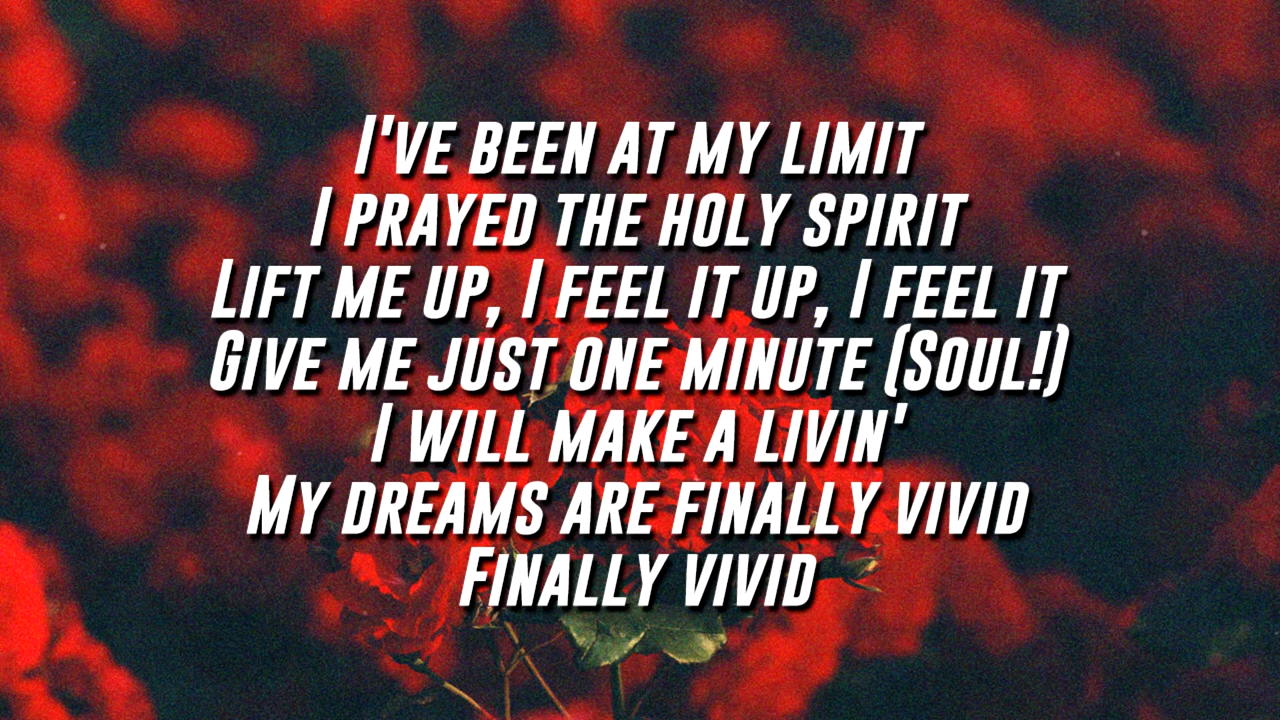 I've been at my limit
I prayed the holy spirit
Lift me up, I feel it up, I feel it
Give me just one minute (Soul!)
I will make a livin'
My dreams are finally vivid
Finally vivid